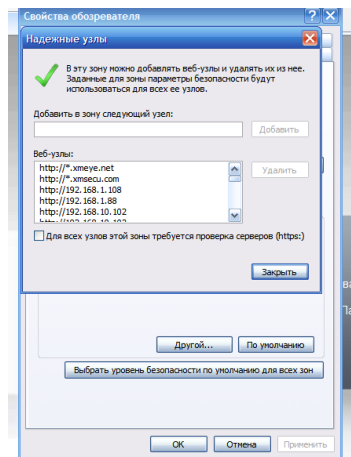 Свойства обозревателя
Надежные узлы
В эту зону можно добавлять веб-узлы и удалять их из нее.
Заданные для зоны параметры безопасности будут
использоваться для всех ее узлов.
Добавить в зону следующий узел:
Добавить
Веб-узлы:
http://*.xmeye.net
http://*.xmsecu.com
http://192.168.1.108
http://192.168.1.88
http://192.168.10.102
Удалить
Для всех узлов этой зоны требуется проверка серверов (https:)
Закрыть
Другой... По умолчанию
Выбрать уровень безопасности по умолчанию для всех зон
OK Отмена Применить